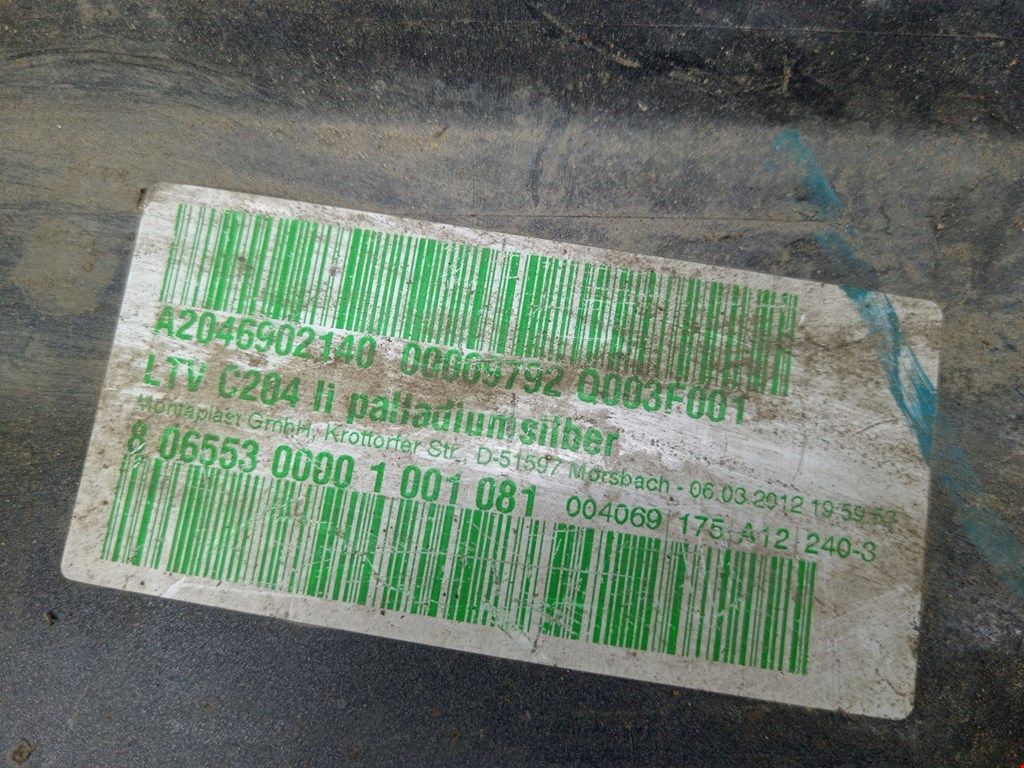 A2046902140 00009792 Q003F001
LTV C204 li palladiumsilber
Montaplast GmbH, Krottorfer Str., D-51597 Morsbach - 06.03.2012 19:59:53
8 06553 0000 1 001 081 004069 175 A12 240-3